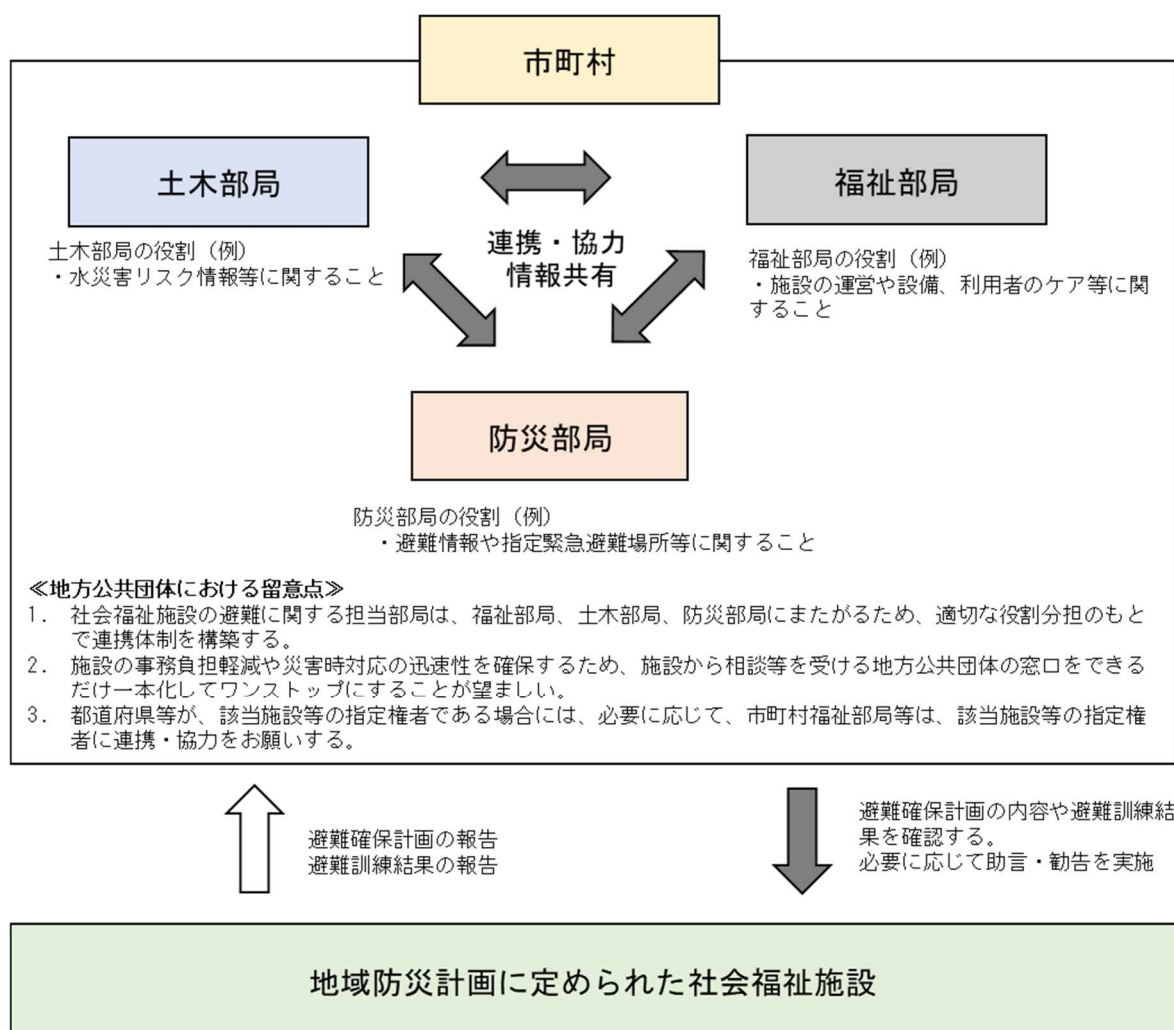 市町村
土木部局
福祉部局
土木部局の役割（例）
・水災害リスク情報等に関すること
連携・協力
情報共有
福祉部局の役割（例）
・施設の運営や設備、利用者のケア等に関
すること
防災部局
防災部局の役割（例）
・避難情報や指定緊急避難場所等に関すること
≪地方公共団体における留意点≫
1. 社会福祉施設の避難に関する担当部局は、福祉部局、土木部局、防災部局にまたがるため、適切な役割分担のもと
で連携体制を構築する。
2. 施設の事務負担軽減や災害時対応の迅速性を確保するため、施設から相談等を受ける地方公共団体の窓口をできる
だけ一本化してワンストップにすることが望ましい。
3. 都道府県等が、該当施設等の指定権者である場合には、必要に応じて、市町村福祉部局等は、該当施設等の指定権
者に連携・協力をお願いする。
避難確保計画の報告
避難訓練結果の報告
避難確保計画の内容や避難訓練結
果を確認する。
必要に応じて助言・勧告を実施
地域防災計画に定められた社会福祉施設